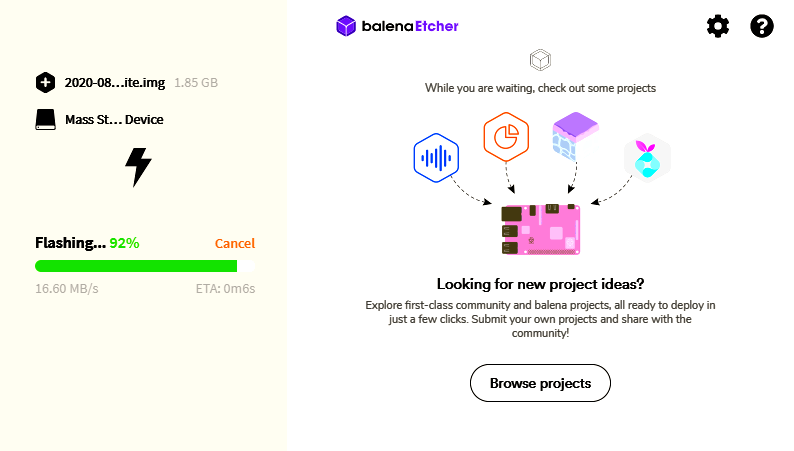 balenaEtcher
2020-08...ite.img 1.85 GB
Mass St... Device
Flashing... 92% Cancel
16.60 MB/s ETA: 0m6s
While you are waiting, check out some projects
Looking for new project ideas?
Explore first-class community and balena projects, all ready to deploy in
just a few clicks. Submit your own projects and share with the
community!
Browse projects